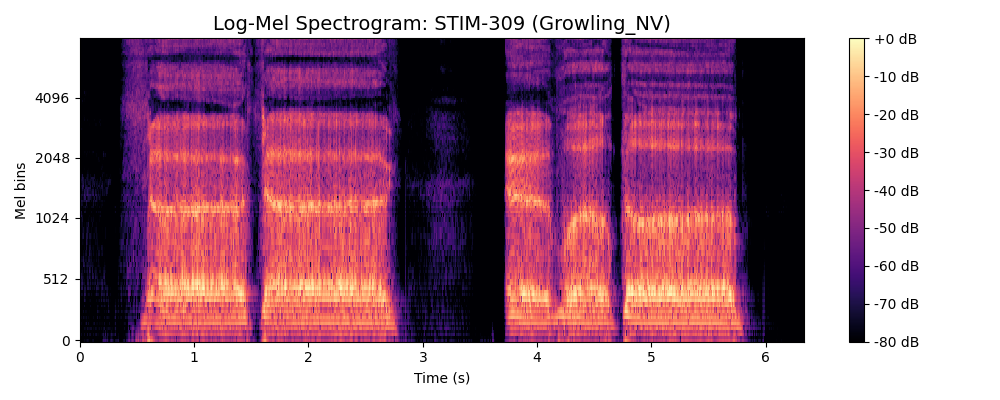 Log-Mel Spectrogram: STIM-309 (Growling_NV)
Mel bins
4096
2048
1024
512
0
0 1 2 3 4 5 6
Time (s)
+0 dB
-10 dB
-20 dB
-30 dB
-40 dB
-50 dB
-60 dB
-70 dB
-80 dB